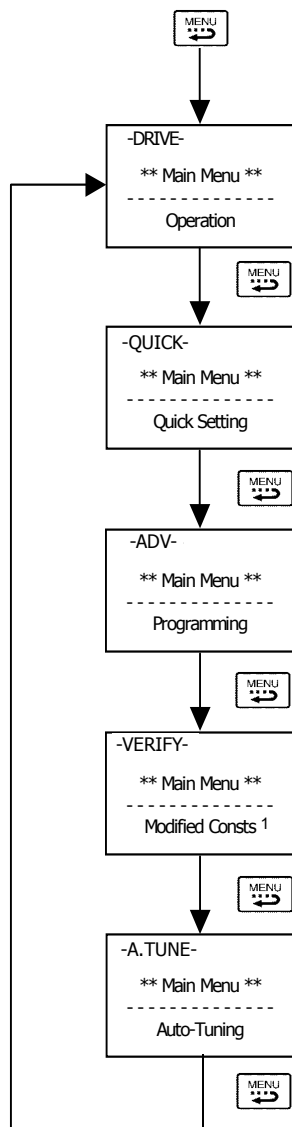 MENU
-DRIVE-
** Main Menu **
- - - - - - - - - - - - - - -
Operation
MENU
-QUICK-
** Main Menu **
- - - - - - - - - - - - - - -
Quick Setting
MENU
-ADV-
** Main Menu **
- - - - - - - - - - - - - - -
Programming
MENU
-VERIFY-
** Main Menu **
- - - - - - - - - - - - - - -
Modified Consts 1
MENU
-A.TUNE-
** Main Menu **
- - - - - - - - - - - - - - -
Auto-Tuning
MENU